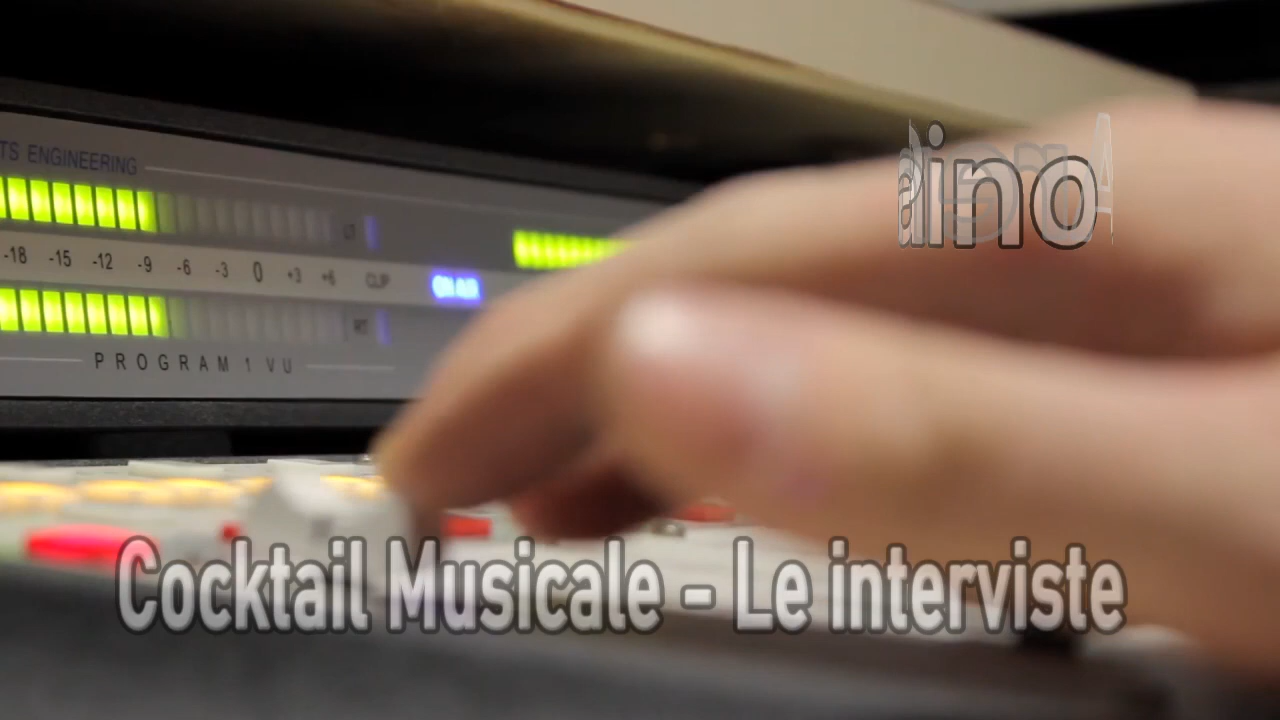 TS ENGINEERING
-18 -15 -12 -9 -6 -3 0 +3 +6 CLIP
ON AIR
PROGRAM 1 VU
Cocktail Musicale - Le interviste